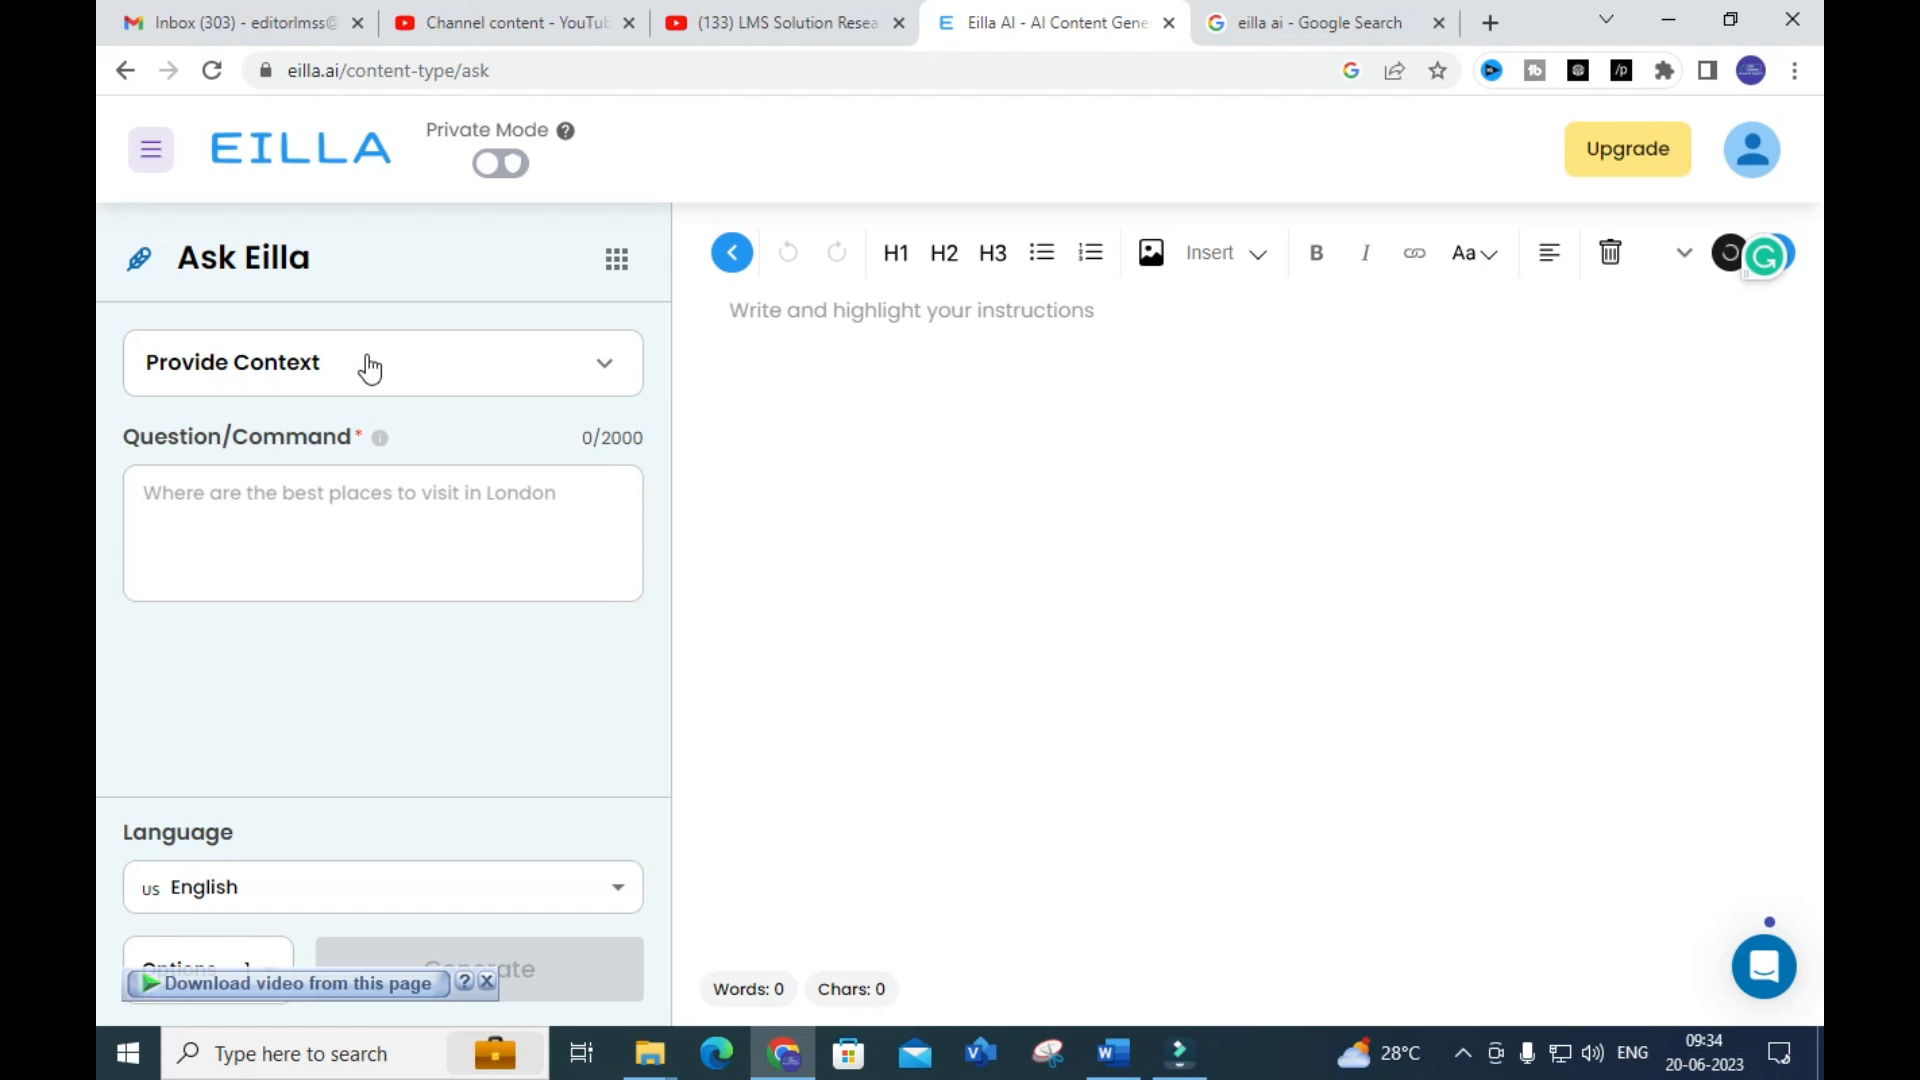 Inbox (303) - editorlmss@
Channel content - YouTub
(133) LMS Solution Resea
Eilla AI - AI Content Gene
eilla ai - Google Search
eilla.ai/content-type/ask
EILLA
Private Mode
Upgrade
Ask Eilla
H1 H2 H3
Insert
B I
Aa
Write and highlight your instructions
Provide Context
Question/Command*
0/2000
Where are the best places to visit in London
Language
US English
Options
Generate
Download video from this page
Words: 0
Chars: 0
Type here to search
28°C
ENG
09:34
20-06-2023